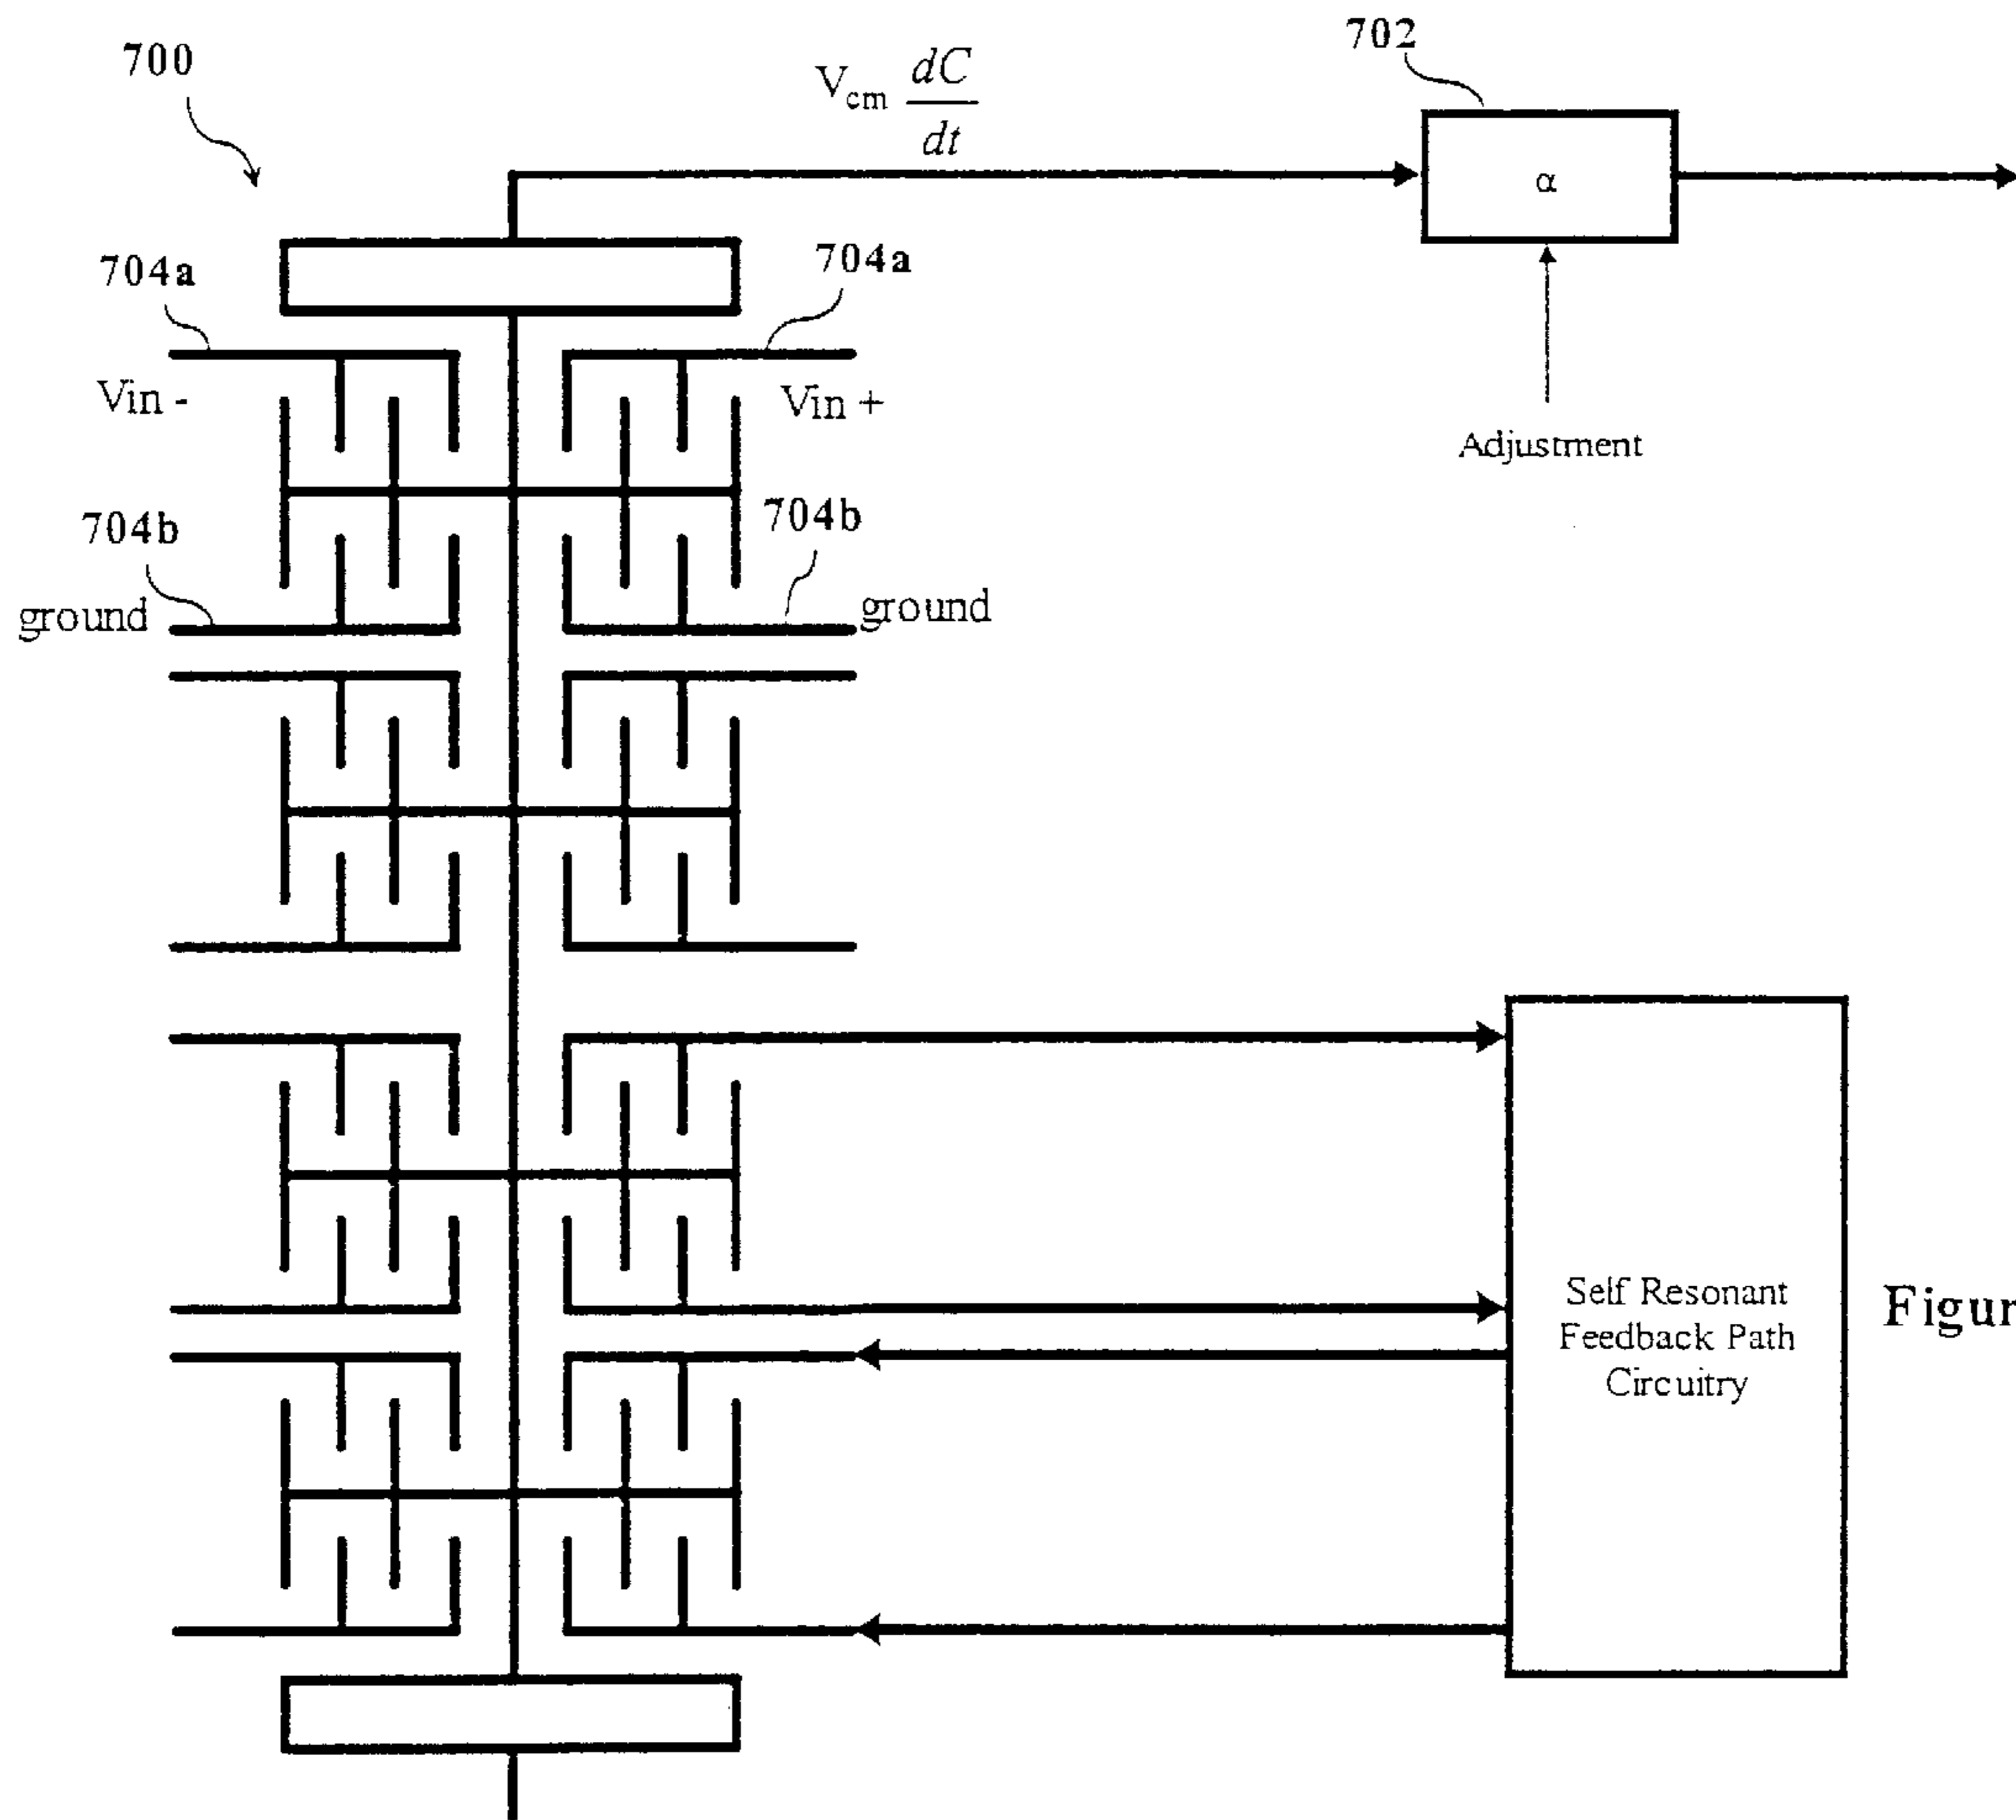 700
V_cm dC/dt
702
α
704a
704a
Vin -
Vin +
Adjustment
704b
704b
ground
ground
Self Resonant
Feedback Path
Circuitry
Figur